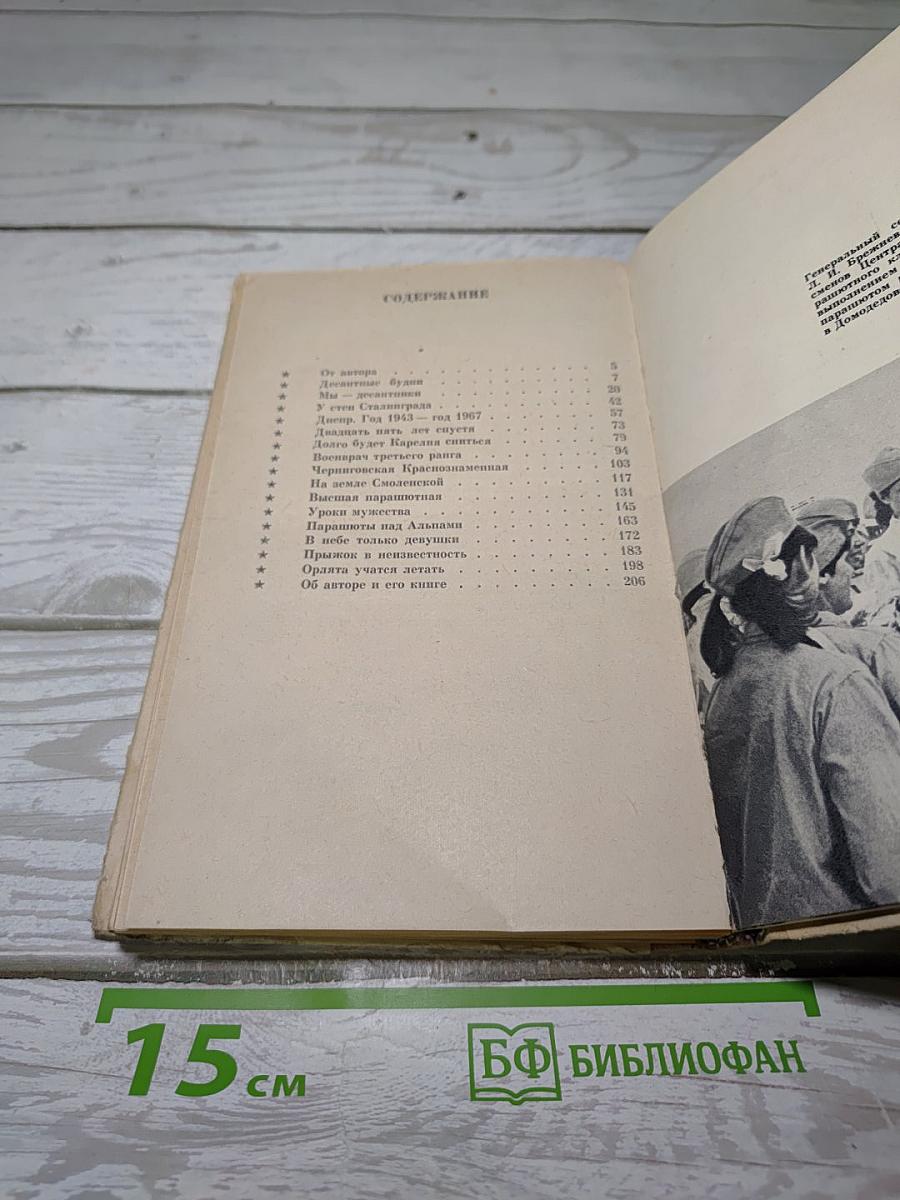 СОДЕРЖАНИЕ
★ От автора . . . . . . . . . . . 5
★ Десантные будни . . . . . . . . . 7
★ Мы — десантники . . . . . . . . . 20
★ У стен Сталинграда . . . . . . . . . 42
★ Днепр. Год 1943 — год 1967 . . . . . . 57
★ Двадцать пять лет спустя . . . . . . . 73
★ Долго будет Карелия сниться . . . . . . 79
★ Военврач третьего ранга . . . . . . . 94
★ Черниговская Краснознаменная . . . . . . 103
★ На земле Смоленской . . . . . . . . 117
★ Высшая парашютная . . . . . . . . 131
★ Уроки мужества . . . . . . . . . 145
★ Парашюты над Альпами . . . . . . . 163
★ В небе только девушки . . . . . . . 172
★ Прыжок в неизвестность . . . . . . . 183
★ Орлята учатся летать . . . . . . . . 198
★ Об авторе и его книге . . . . . . . . 206
Генеральный се
Л. И. Брежнев
сменов Центра
рашютного кл
выполнением
парашютом
в Домодедов
15 см
БФ БИБЛИОФАН